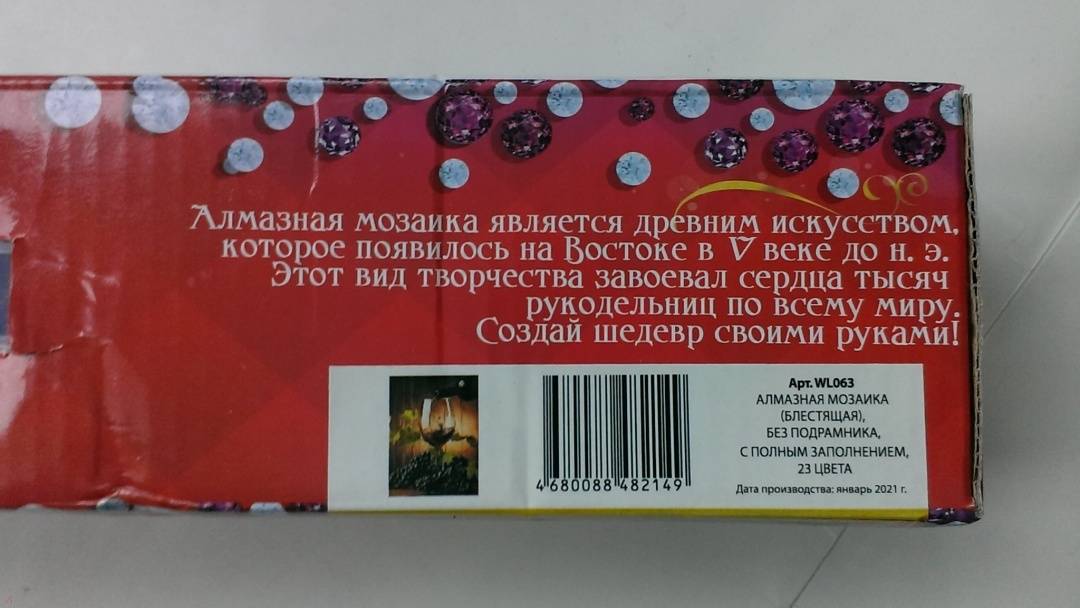 Алмазная мозаика является древним искусством,
которое появилось на Востоке в V веке до н. э.
Этот вид творчества завоевал сердца тысяч
рукодельниц по всему миру.
Создай шедевр своими руками!
Арт. WL063
АЛМАЗНАЯ МОЗАИКА
(БЛЕСТЯЩАЯ),
БЕЗ ПОДРАМНИКА,
С ПОЛНЫМ ЗАПОЛНЕНИЕМ,
23 ЦВЕТА
Дата производства: январь 2021 г.
4 680088 482149